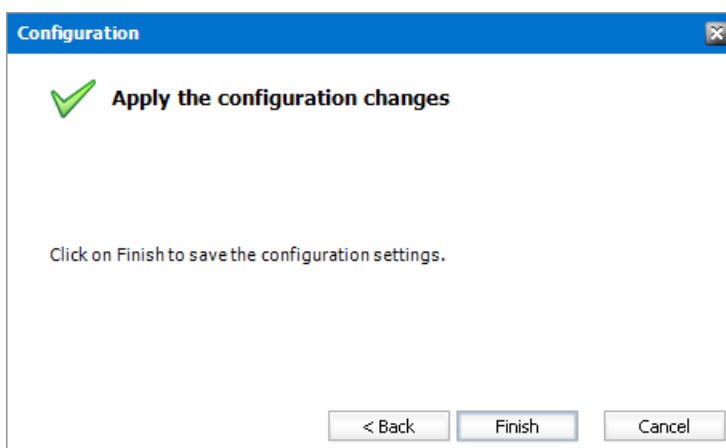 Configuration
Apply the configuration changes
Click on Finish to save the configuration settings.
< Back
Finish
Cancel